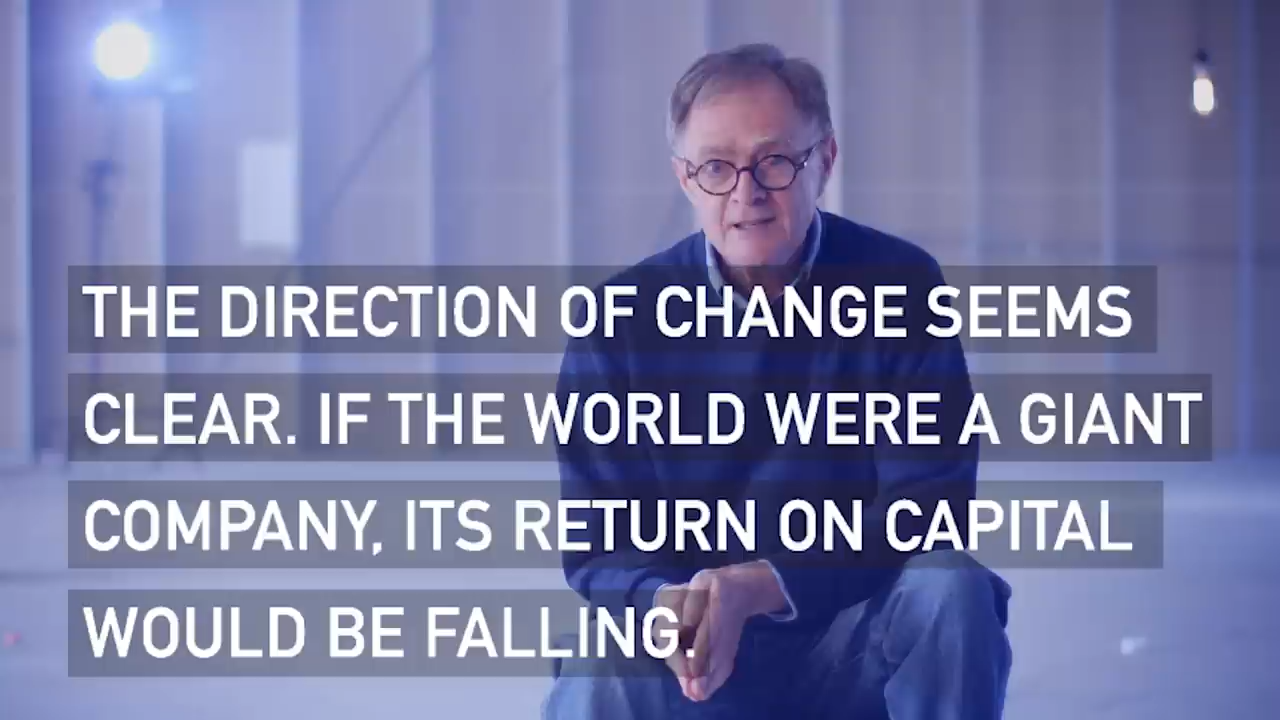 THE DIRECTION OF CHANGE SEEMS
CLEAR. IF THE WORLD WERE A GIANT
COMPANY, ITS RETURN ON CAPITAL
WOULD BE FALLING.